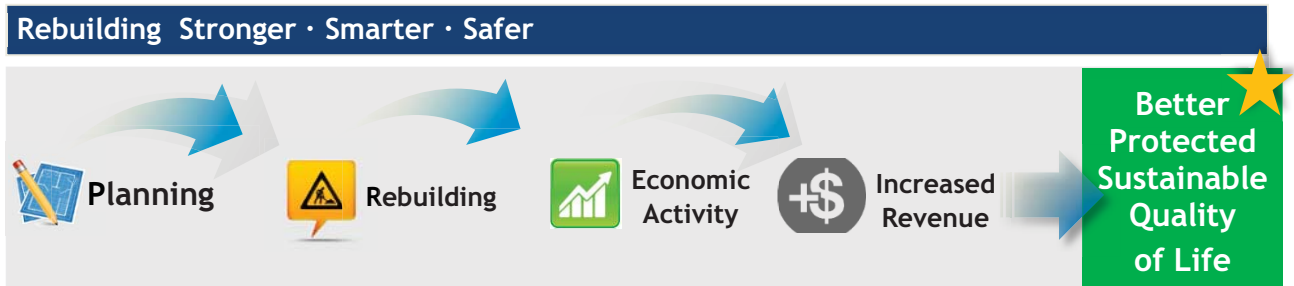 Rebuilding Stronger · Smarter · Safer
Planning
Rebuilding
Economic
Activity
+$
Increased
Revenue
Better
Protected
Sustainable
Quality
of Life